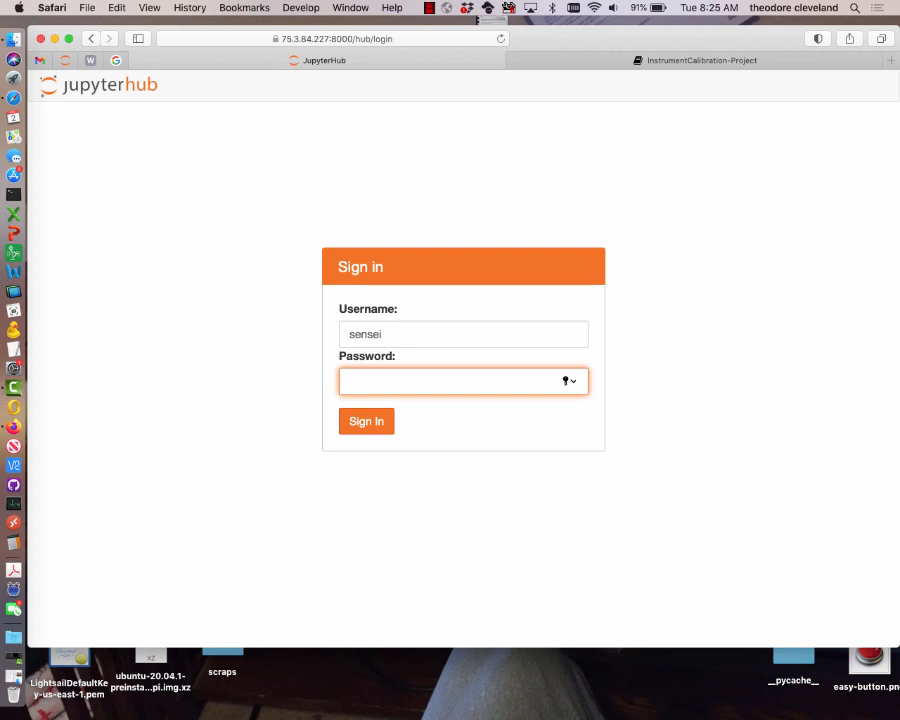 Safari File Edit View History Bookmarks Develop Window Help 91% Tue 8:25 AM theodore cleveland
75.3.84.227:8000/hub/login
JupyterHub InstrumentCalibration-Project
jupyterhub
Sign in
Username:
sensei
Password:
Sign In
LightsailDefaultKe
y-us-east-1.pem
xz
ubuntu-20.04.1-
preinsta...pi.img.xz
scraps
__pycache__
easy-button.pn